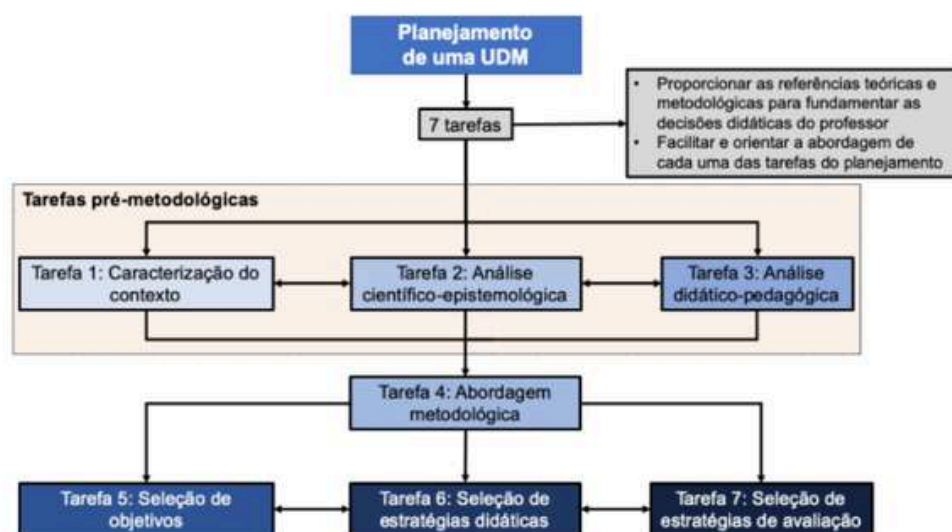 Planejamento
de uma UDM
7 tarefas
• Proporcionar as referências teóricas e
metodológicas para fundamentar as
decisões didáticas do professor
• Facilitar e orientar a abordagem de
cada uma das tarefas do planejamento
Tarefas pré-metodológicas
Tarefa 1: Caracterização do
contexto
Tarefa 2: Análise
científico-epistemológica
Tarefa 3: Análise
didático-pedagógica
Tarefa 4: Abordagem
metodológica
Tarefa 5: Seleção de
objetivos
Tarefa 6: Seleção de
estratégias didáticas
Tarefa 7: Seleção de
estratégias de avaliação